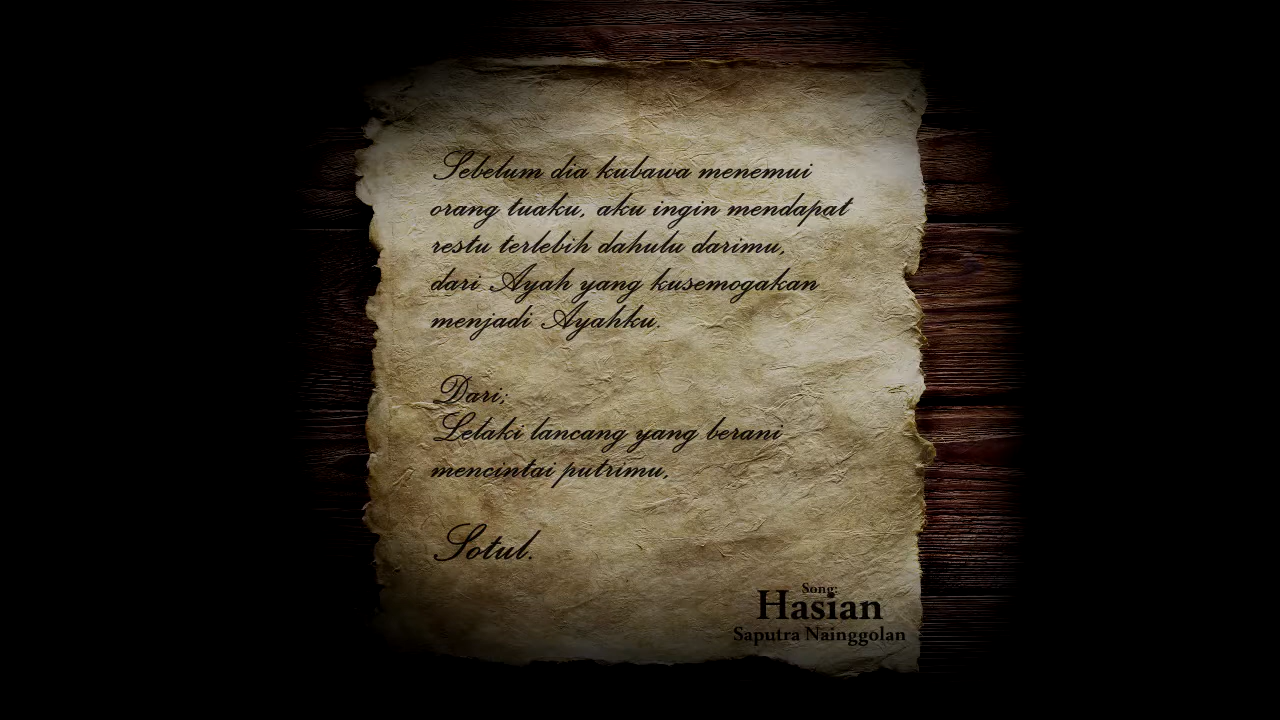 Sebelum dia kubawa menemui
orang tuaku, aku ingin mendapat
restu terlebih dahulu darimu,
dari Ayah yang kusemogakan
menjadi Ayahku.
Dari;
Lelaki lancang yang berani
mencintai putrimu,
Sotul.
Song:
Hasian
Saputra Nainggolan